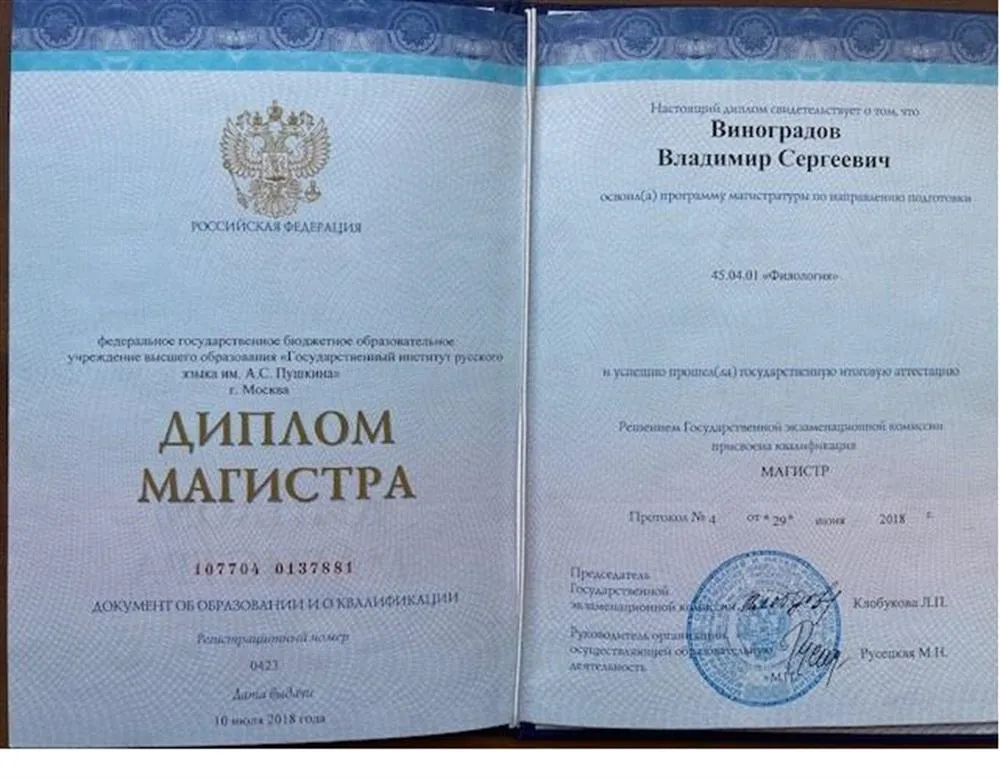 РОССИЙСКАЯ ФЕДЕРАЦИЯ
федеральное государственное бюджетное образовательное
учреждение высшего образования «Государственный институт русского
языка им. А.С. Пушкина»
г. Москва
ДИПЛОМ
МАГИСТРА
107704 0137881
ДОКУМЕНТ ОБ ОБРАЗОВАНИИ И О КВАЛИФИКАЦИИ
Регистрационный номер
0423
Дата выдачи
10 июля 2018 года
Настоящий диплом свидетельствует о том, что
Виноградов
Владимир Сергеевич
освоил(а) программу магистратуры по направлению подготовки
45.04.01 «Филология»
и успешно прошел(ла) государственную итоговую аттестацию
Решением Государственной экзаменационной комиссии
присвоена квалификация
МАГИСТР
Протокол № 4 от "29" июня 2018 г.
Председатель
Государственной
экзаменационной комиссии Клобукова Л.П.
Руководитель организации,
осуществляющей образовательную Русецкая М.Н.
деятельность
М.П.